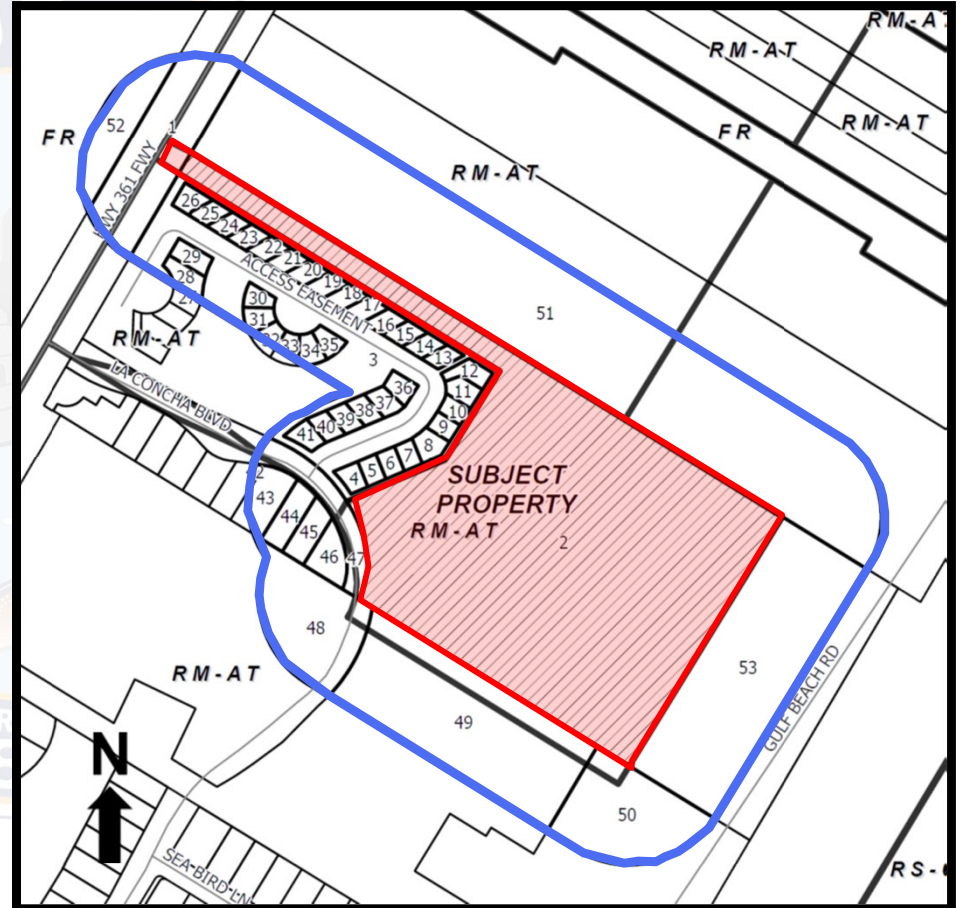 RM-AT
RM-AT
RM-AT
FR
FR
52
1
HWY 361 FWY
RM-AT
26
25
24
23
22
21
20
19
18
17
16
15
14
13
12
11
10
9
8
7
6
5
4
ACCESS EASEMENT
29
28
27
30
31
32
33
34
35
3
36
37
38
39
40
41
51
RM-AT
LA CONCHA BLVD
42
43
44
45
46
47
SUBJECT
PROPERTY
RM-AT
2
48
RM-AT
49
53
GULF BEACH RD
50
N
SEA BIRD LN
RS-